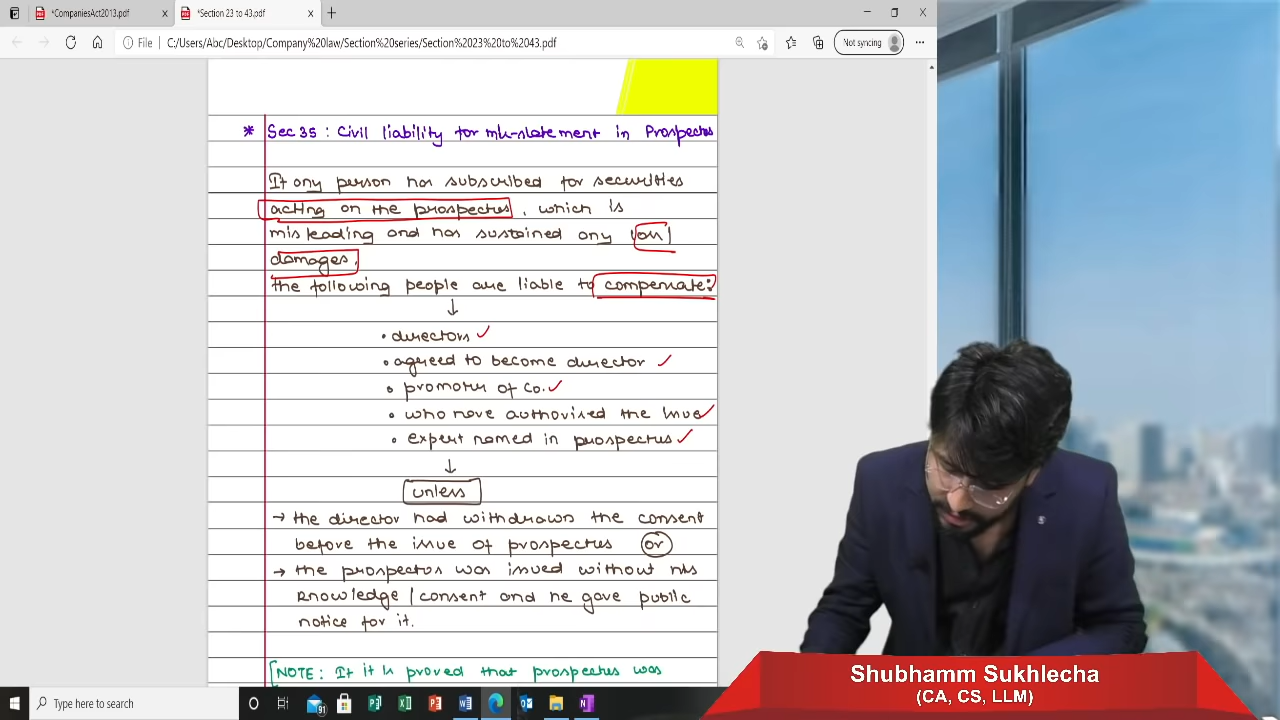 *CompaniesAct2013.pdf
*Section 23 to 43.pdf
File
C:/Users/Abc/Desktop/Company%20law/Section%20series/Section%2023%20to%2043.pdf
Not syncing
* Sec 35 : Civil liability for mis-statement in Prospectus
If any person has subscribed for securities
acting on the prospectus, which is
misleading and has sustained any loss/
damages,
the following people are liable to compensate:
↓
• directors ✓
• agreed to become director ✓
• promoter of co. ✓
• who have authorised the issue ✓
• expert named in prospectus ✓
↓
unless
→ the director had withdraws the consent
before the issue of prospectus or
→ the prospectus was issued without his
knowledge / consent and he gave public
notice for it.
[NOTE: If it is proved that prospectus was
Shubhamm Sukhlecha
(CA, CS, LLM)
Type here to search
91